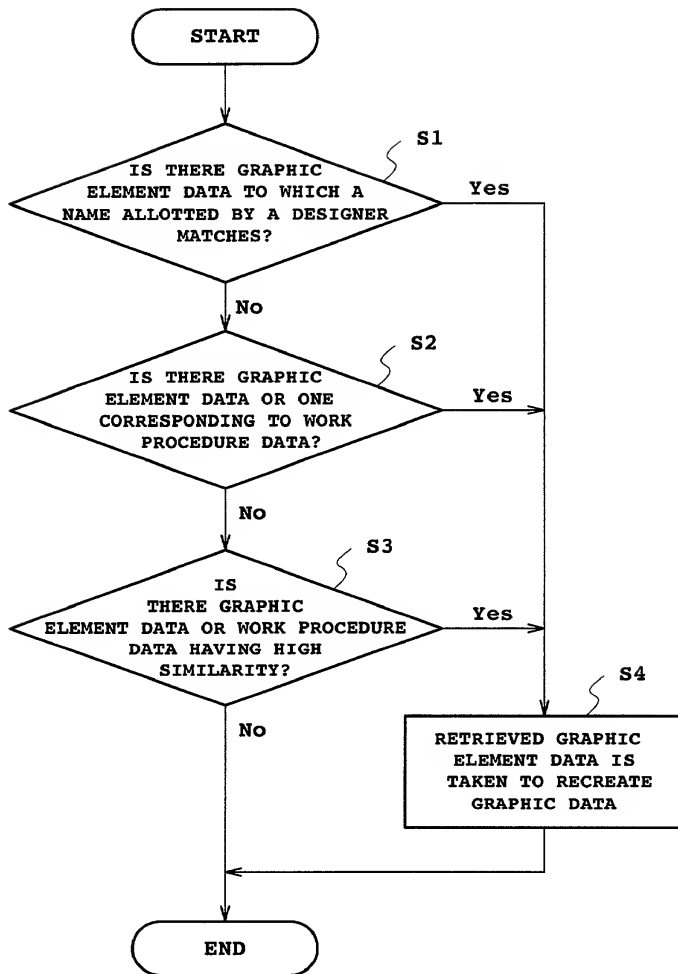 START
S1
IS THERE GRAPHIC
ELEMENT DATA TO WHICH A
NAME ALLOTTED BY A DESIGNER
MATCHES?
Yes
No
S2
IS THERE GRAPHIC
ELEMENT DATA OR ONE
CORRESPONDING TO WORK
PROCEDURE DATA?
Yes
No
S3
IS
THERE GRAPHIC
ELEMENT DATA OR WORK PROCEDURE
DATA HAVING HIGH
SIMILARITY?
Yes
No
S4
RETRIEVED GRAPHIC
ELEMENT DATA IS
TAKEN TO RECREATE
GRAPHIC DATA
END